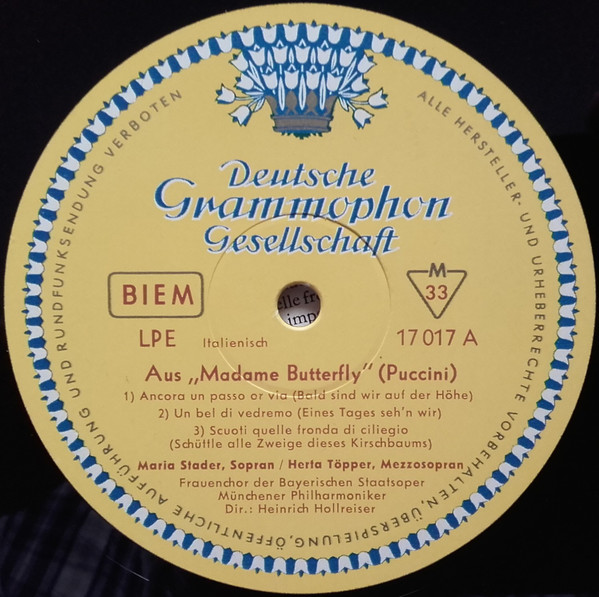 ALLE HERSTELLER- UND URHEBERRECHTE VORBEHALTEN, ÜBERSPIELUNG, ÖFFENTLICHE AUFFÜHRUNG UND RUNDFUNKSENDUNG VERBOTEN
Deutsche
Grammophon
Gesellschaft
BIEM
M
33
LPE Italienisch 17 017 A
Aus „Madame Butterfly" (Puccini)
1) Ancora un passo or via (Bald sind wir auf der Höhe)
2) Un bel di vedremo (Eines Tages seh'n wir)
3) Scuoti quelle fronda di ciliegio
(Schüttle alle Zweige dieses Kirschbaums)
Maria Stader, Sopran / Herta Töpper, Mezzosopran
Frauenchor der Bayerischen Staatsoper
Münchener Philharmoniker
Dir.: Heinrich Hollreiser